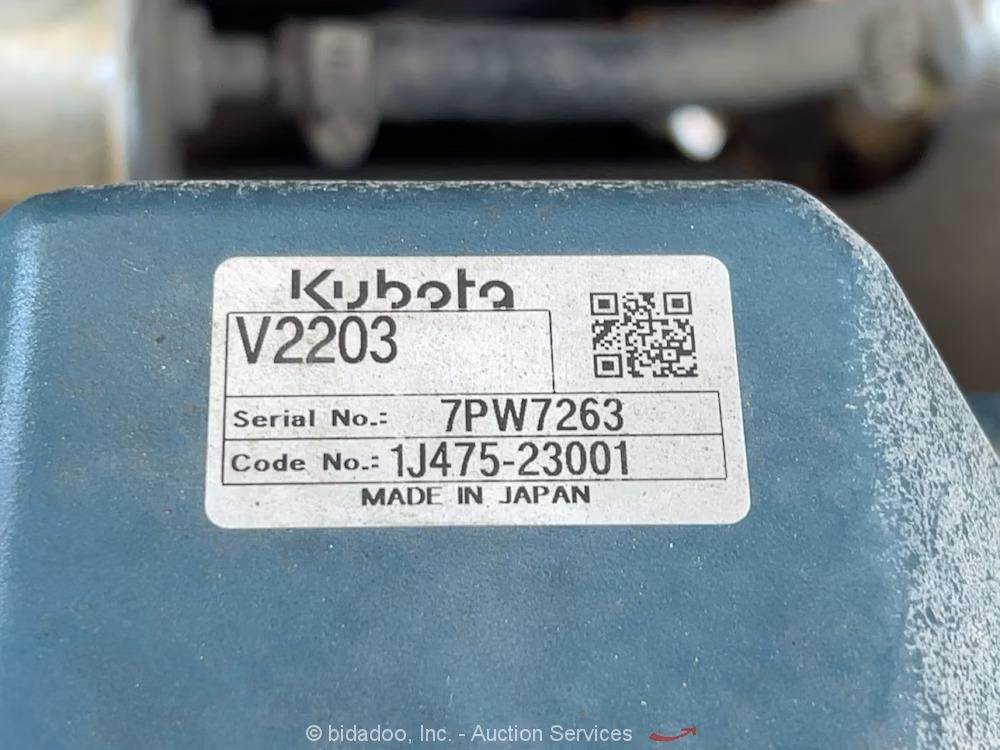 Kubota
V2203
Serial No.: 7PW7263
Code No.: 1J475-23001
MADE IN JAPAN
© bidadoo, Inc. - Auction Services